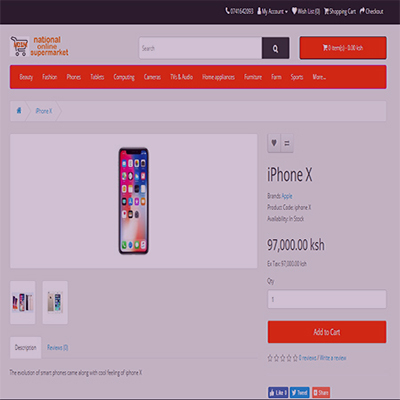 0741642093 My Account Wish List (0) Shopping Cart Checkout
national
online
supermarket
Search
0 item(s) - 0.00 ksh
Beauty Fashion Phones Tablets Computing Cameras TVs & Audio Home appliances Furniture Farm Sports More...
iPhone X
iPhone X
Brands Apple
Product Code: iphone X
Availability: In Stock
97,000.00 ksh
Ex Tax: 97,000.00 ksh
Qty
1
Add to Cart
0 reviews / Write a review
Description Reviews (0)
The evolution of smart phones came along with cool feeling of iphone X
Like 0 Tweet Share